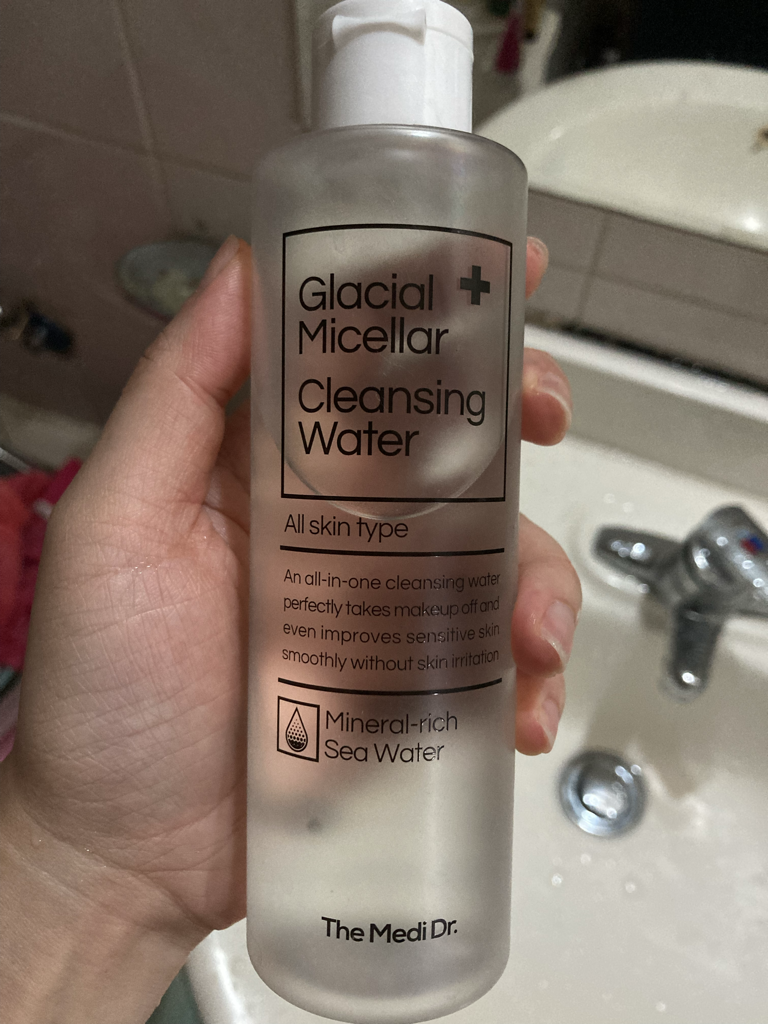 Glacial
Micellar
Cleansing
Water
All skin type
An all-in-one cleansing water
perfectly takes makeup off and
even improves sensitive skin
smoothly without skin irritation
Mineral-rich
Sea Water
The Medi Dr.